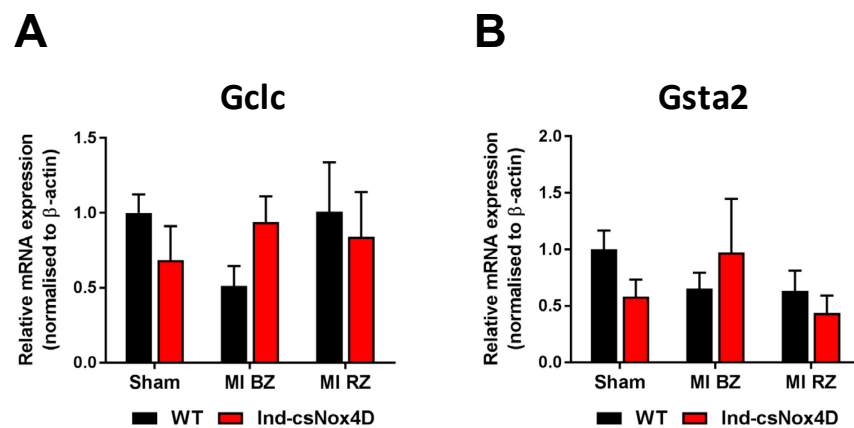 A
Gclc
Relative mRNA expression
(normalised to β-actin)
1.5
1.0
0.5
0.0
Sham MI BZ MI RZ
WT Ind-csNox4D
B
Gsta2
Relative mRNA expression
(normalised to β-actin)
2.0
1.5
1.0
0.5
0.0
Sham MI BZ MI RZ
WT Ind-csNox4D